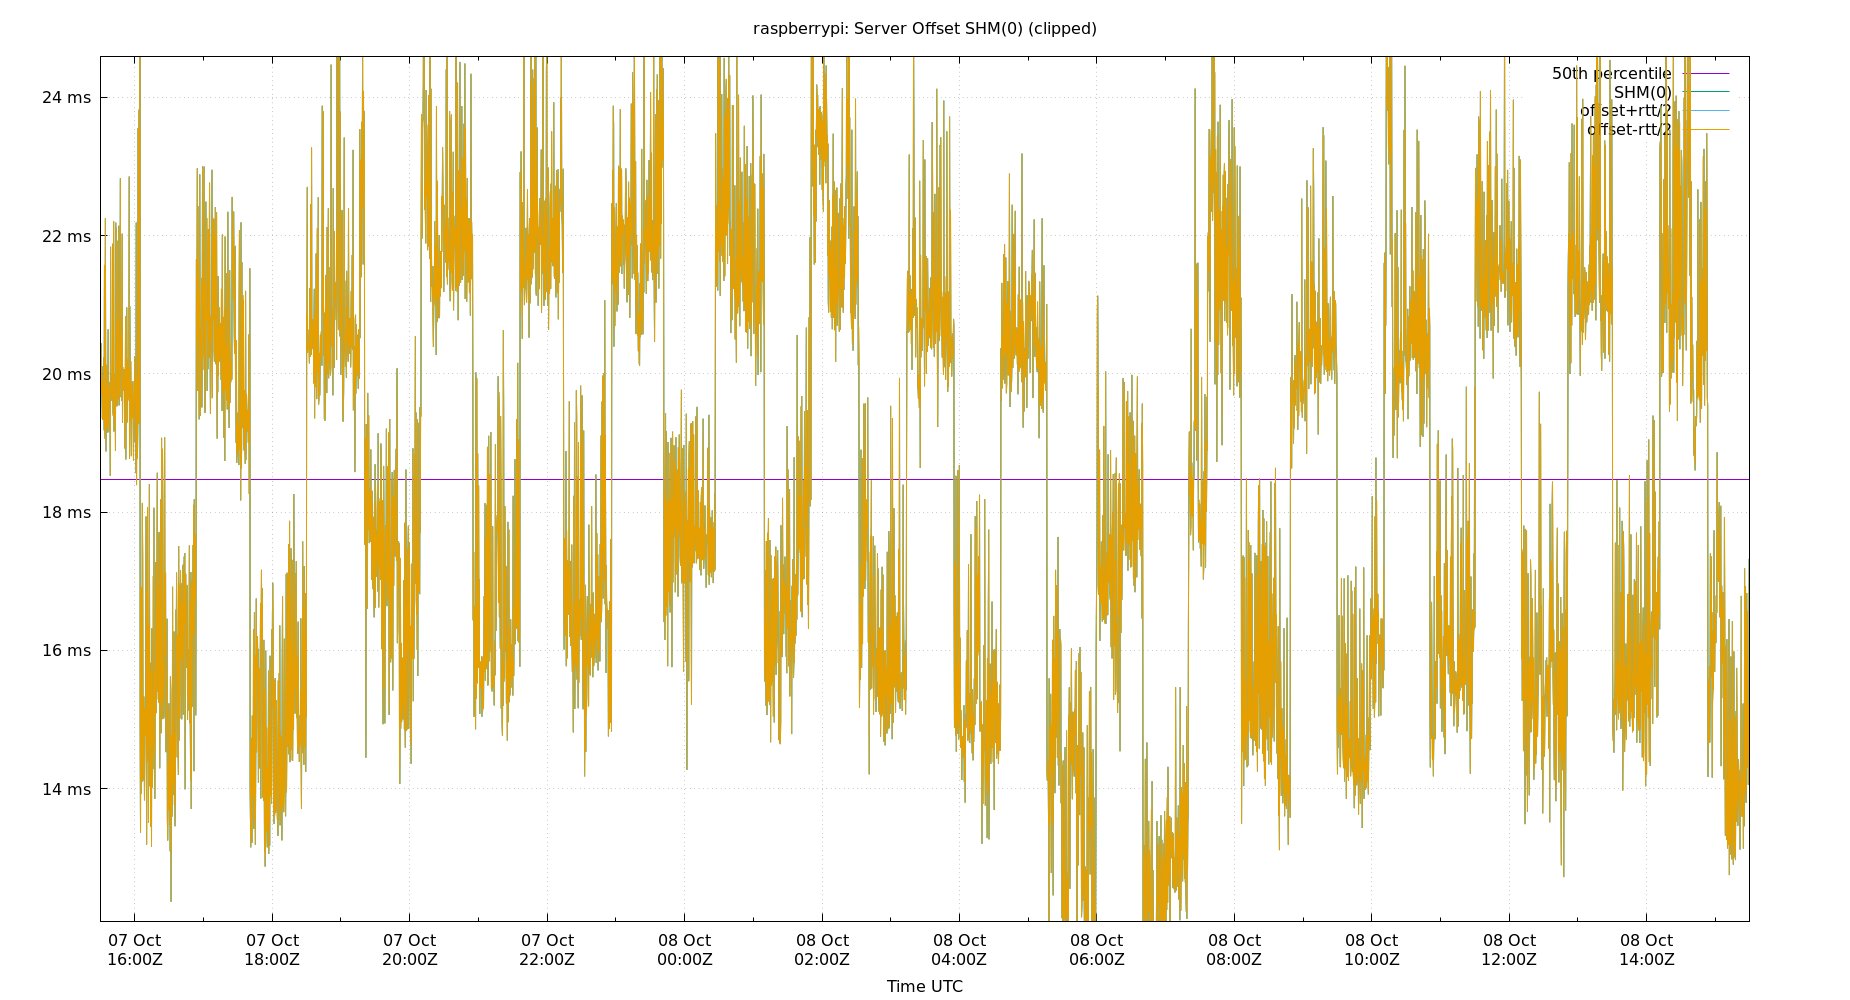 raspberrypi: Server Offset SHM(0) (clipped)
50th percentile
SHM(0)
offset+rtt/2
offset-rtt/2
24 ms
22 ms
20 ms
18 ms
16 ms
14 ms
07 Oct 07 Oct 07 Oct 07 Oct 08 Oct 08 Oct 08 Oct 08 Oct 08 Oct 08 Oct 08 Oct 08 Oct
16:00Z 18:00Z 20:00Z 22:00Z 00:00Z 02:00Z 04:00Z 06:00Z 08:00Z 10:00Z 12:00Z 14:00Z
Time UTC